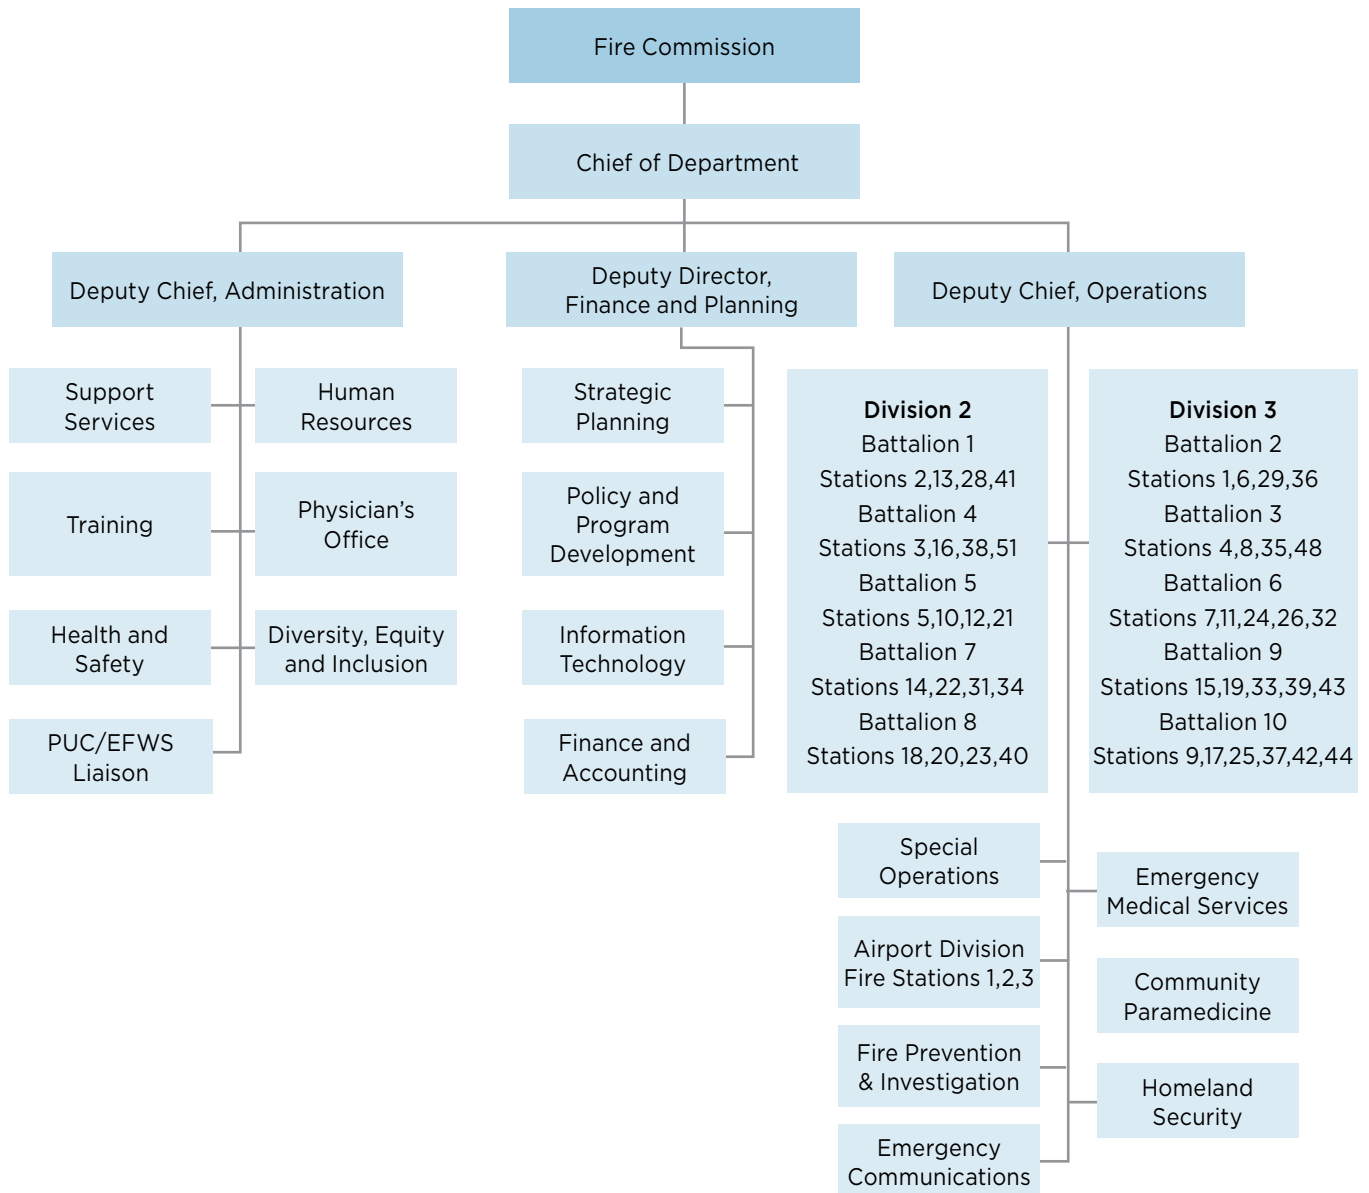 Fire Commission
Chief of Department
Deputy Chief, Administration
Deputy Director,
Finance and Planning
Deputy Chief, Operations
Support
Services
Human
Resources
Training
Physician’s
Office
Health and
Safety
Diversity, Equity
and Inclusion
PUC/EFWS
Liaison
Strategic
Planning
Policy and
Program
Development
Information
Technology
Finance and
Accounting
Division 2
Battalion 1
Stations 2,13,28,41
Battalion 4
Stations 3,16,38,51
Battalion 5
Stations 5,10,12,21
Battalion 7
Stations 14,22,31,34
Battalion 8
Stations 18,20,23,40
Division 3
Battalion 2
Stations 1,6,29,36
Battalion 3
Stations 4,8,35,48
Battalion 6
Stations 7,11,24,26,32
Battalion 9
Stations 15,19,33,39,43
Battalion 10
Stations 9,17,25,37,42,44
Special
Operations
Emergency
Medical Services
Airport Division
Fire Stations 1,2,3
Community
Paramedicine
Fire Prevention
& Investigation
Homeland
Security
Emergency
Communications